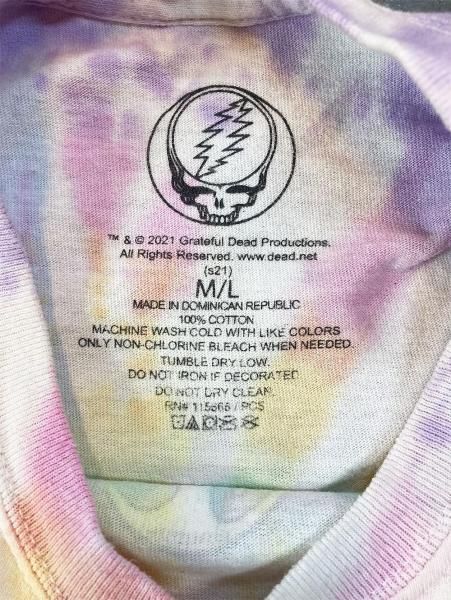 ™ & © 2021 Grateful Dead Productions.
All Rights Reserved. www.dead.net
(s21)
M/L
MADE IN DOMINICAN REPUBLIC
100% COTTON
MACHINE WASH COLD WITH LIKE COLORS
ONLY NON-CHLORINE BLEACH WHEN NEEDED.
TUMBLE DRY LOW.
DO NOT IRON IF DECORATED
DO NOT DRY CLEAN.
RN# / PCS